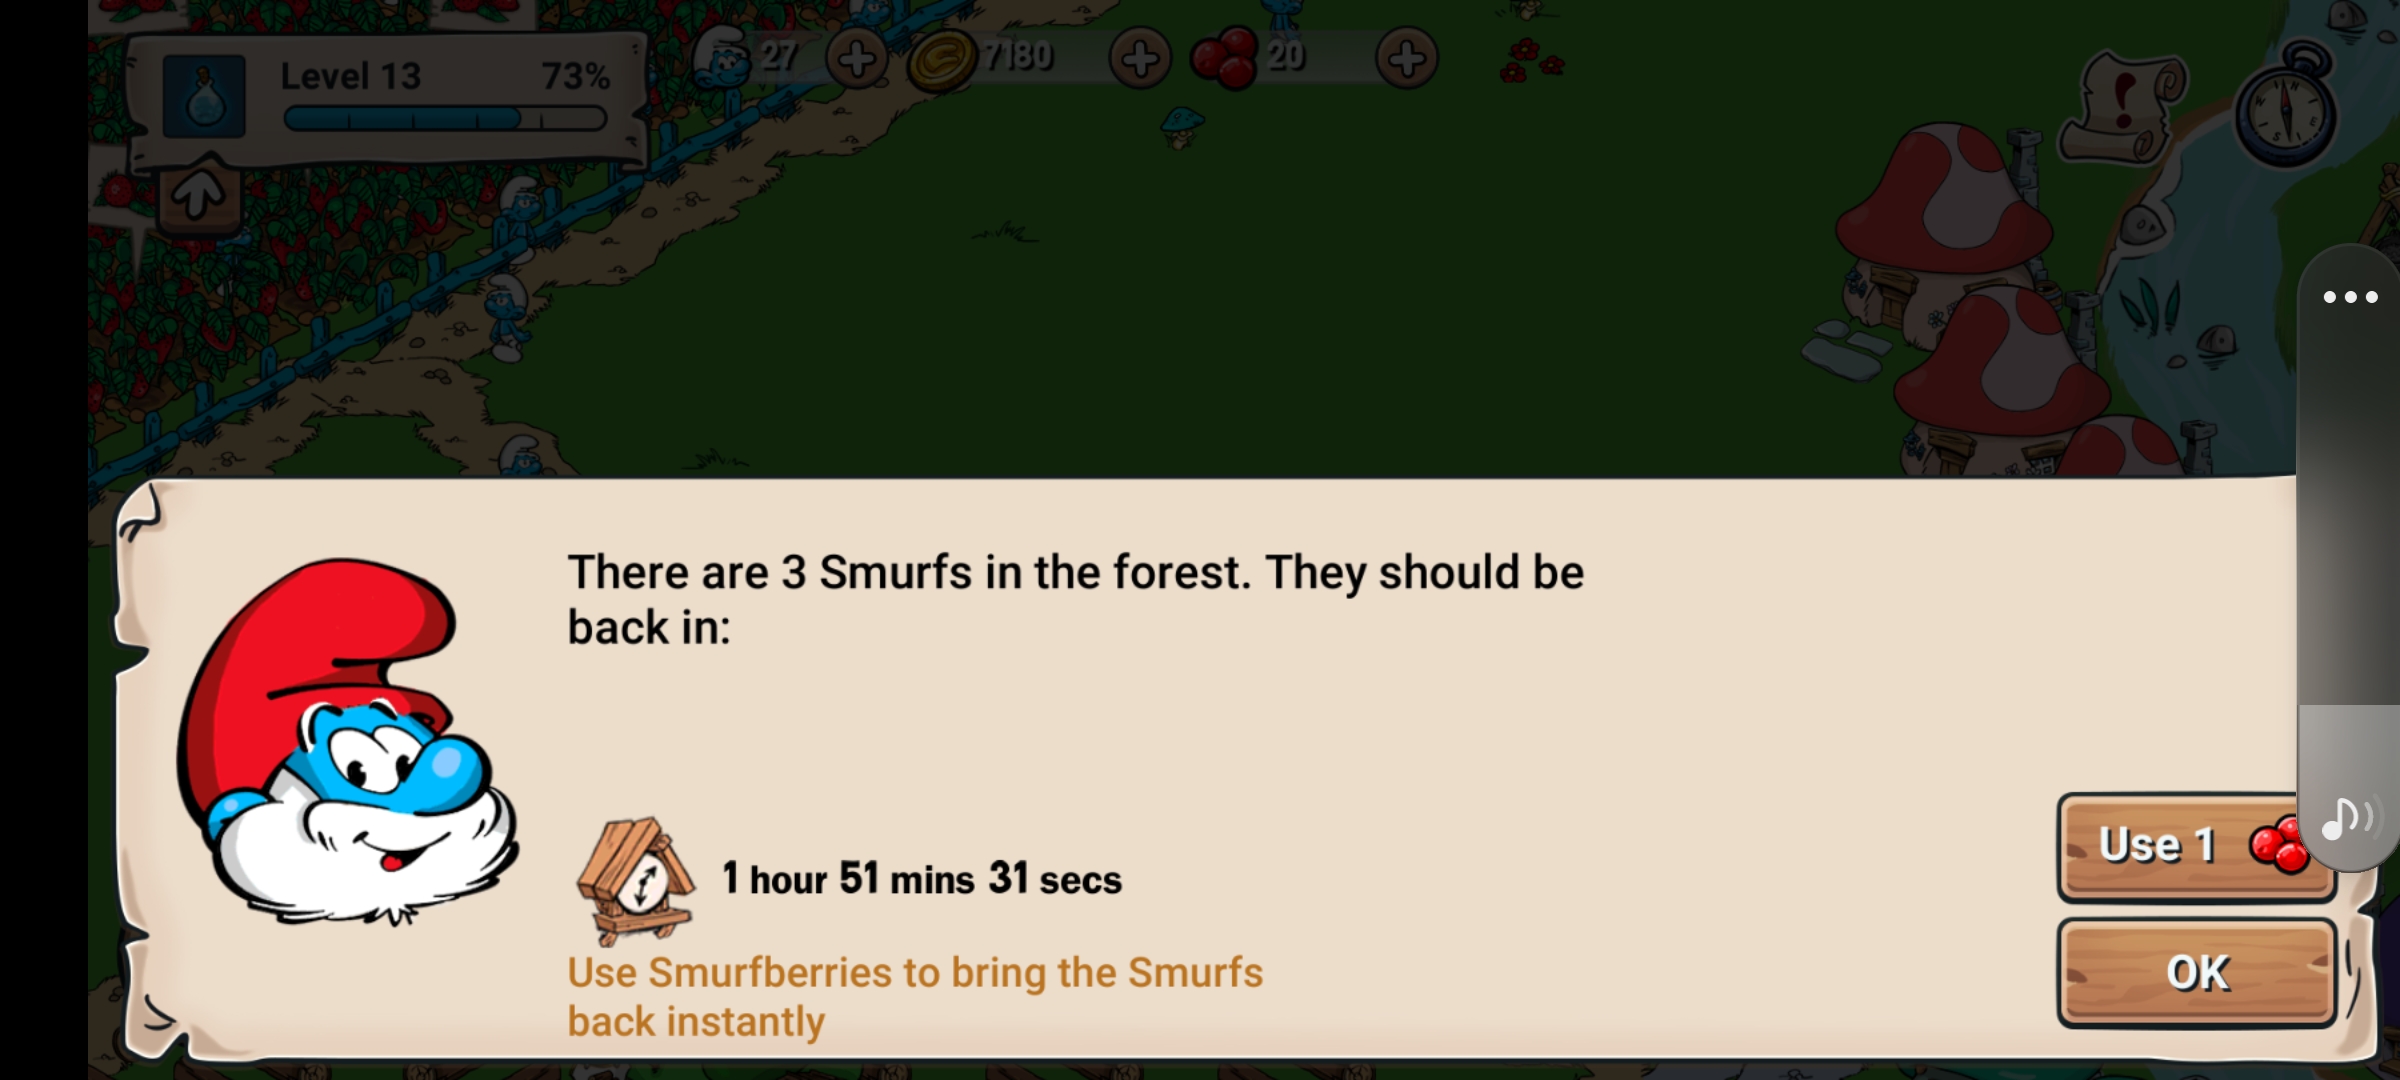 Level 13 73% 27 7180 20
There are 3 Smurfs in the forest. They should be
back in:
1 hour 51 mins 31 secs
Use Smurfberries to bring the Smurfs
back instantly
Use 1
OK